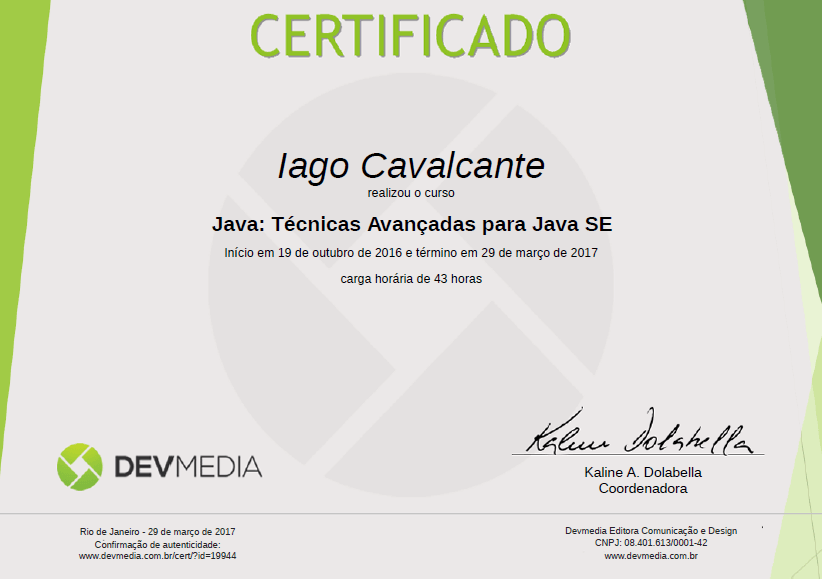 CERTIFICADO
Iago Cavalcante
realizou o curso
Java: Técnicas Avançadas para Java SE
Início em 19 de outubro de 2016 e término em 29 de março de 2017
carga horária de 43 horas
Kaline Dolabella
DEVMEDIA
Kaline A. Dolabella
Coordenadora
Rio de Janeiro - 29 de março de 2017
Confirmação de autenticidade:
www.devmedia.com.br/cert/?id=19944
Devmedia Editora Comunicação e Design
CNPJ: 08.401.613/0001-42
www.devmedia.com.br